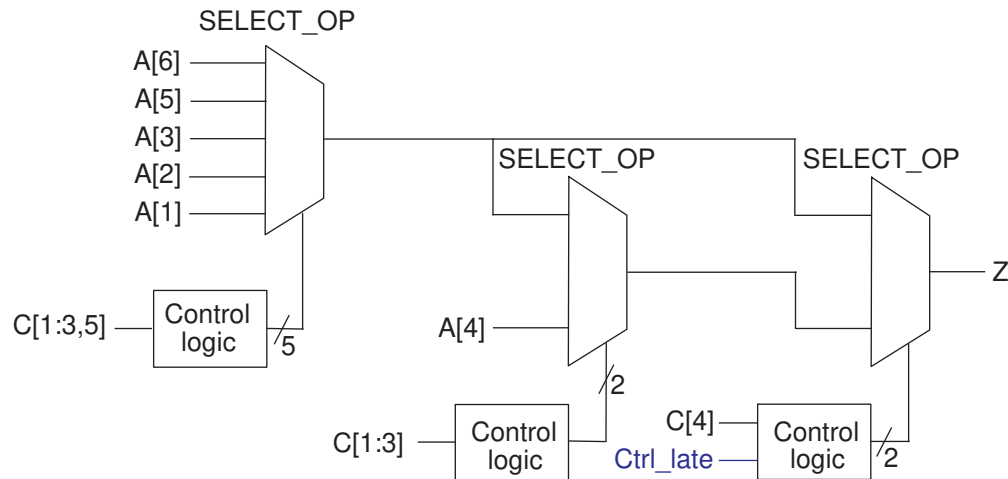 SELECT_OP
A[6]
A[5]
A[3]
A[2]
A[1]
SELECT_OP
SELECT_OP
Z
C[1:3,5]
Control
logic
5
A[4]
2
C[1:3]
Control
logic
C[4]
Ctrl_late
Control
logic
2